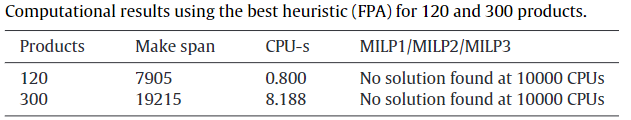 Computational results using the best heuristic (FPA) for 120 and 300 products.
Products Make span CPU-s MILP1/MILP2/MILP3
120 7905 0.800 No solution found at 10000 CPUs
300 19215 8.188 No solution found at 10000 CPUs